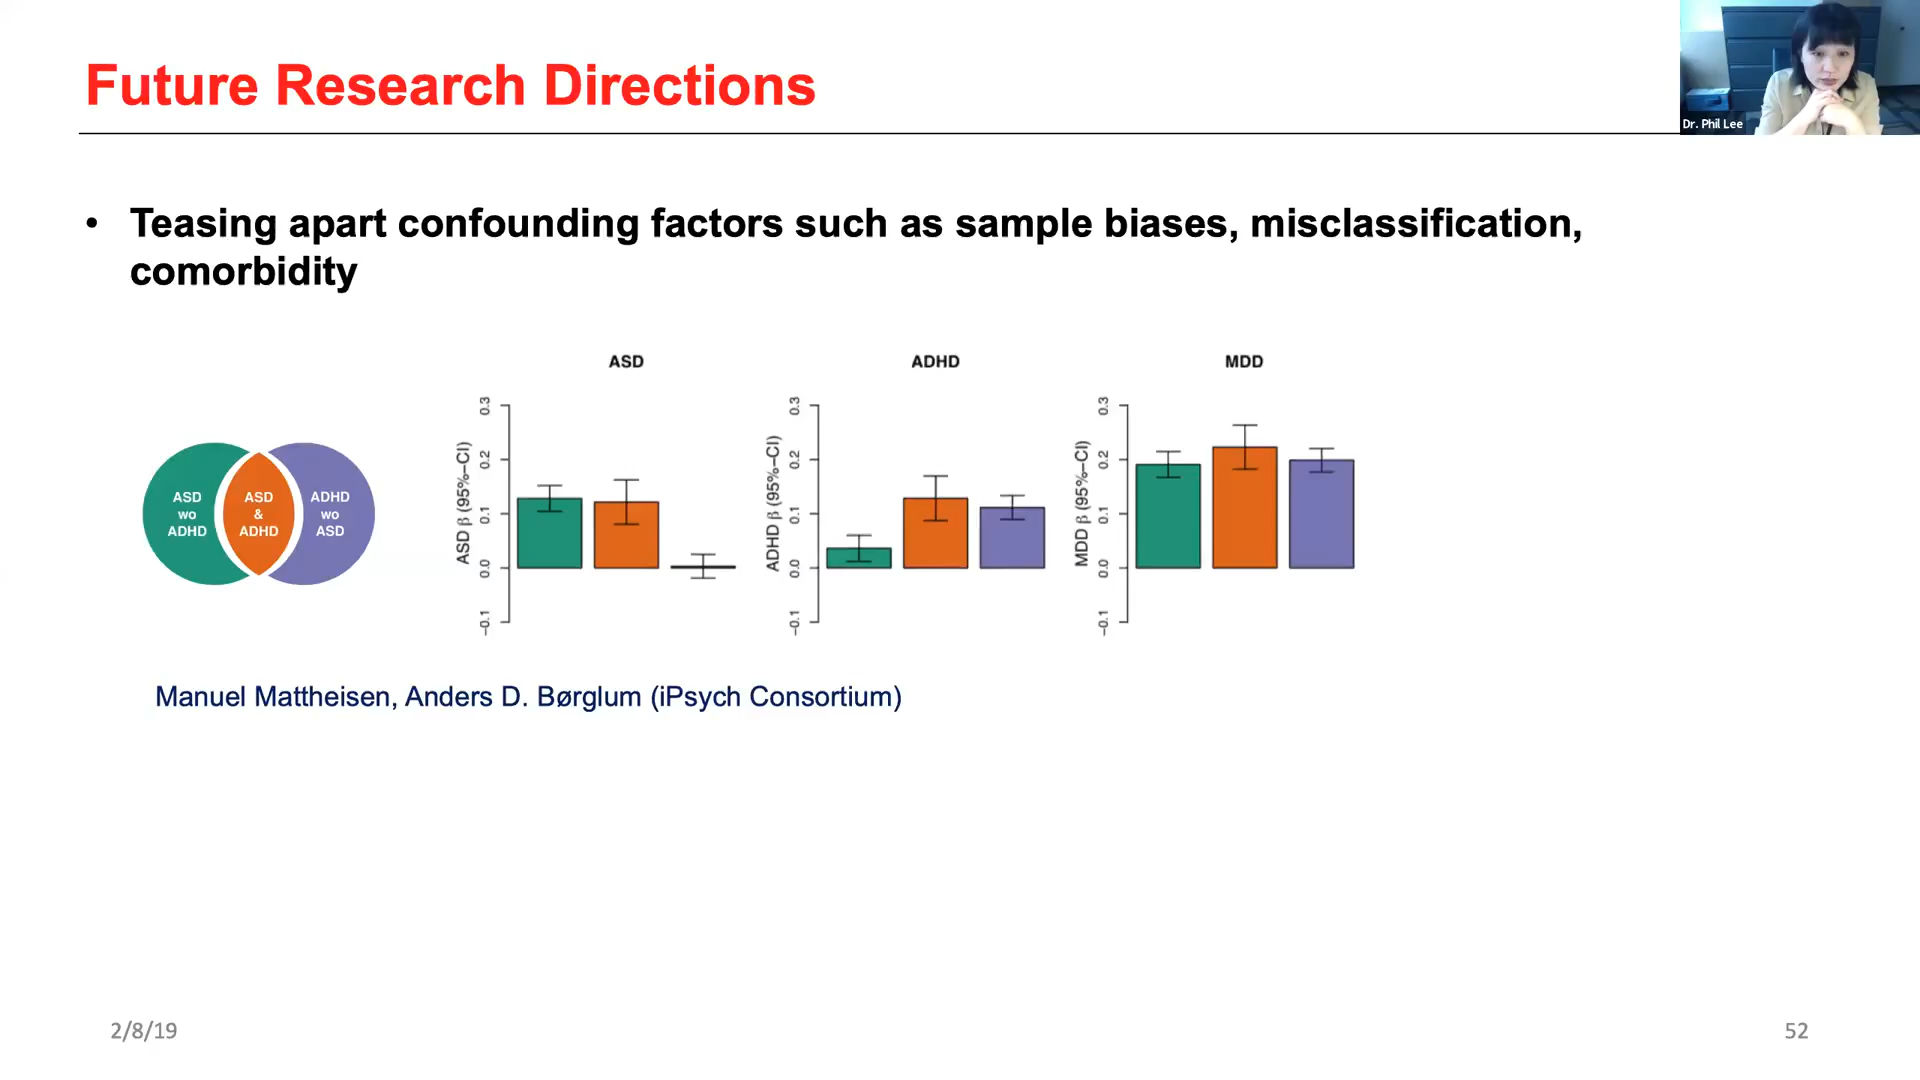 Future Research Directions
Dr. Phil Lee
• Teasing apart confounding factors such as sample biases, misclassification,
comorbidity
ASD
wo
ADHD
ASD
&
ADHD
ADHD
wo
ASD
ASD
ASD β (95%–CI)
0.3
0.2
0.1
0.0
−0.1
ADHD
ADHD β (95%–CI)
0.3
0.2
0.1
0.0
−0.1
MDD
MDD β (95%–CI)
0.3
0.2
0.1
0.0
−0.1
Manuel Mattheisen, Anders D. Børglum (iPsych Consortium)
2/8/19
52